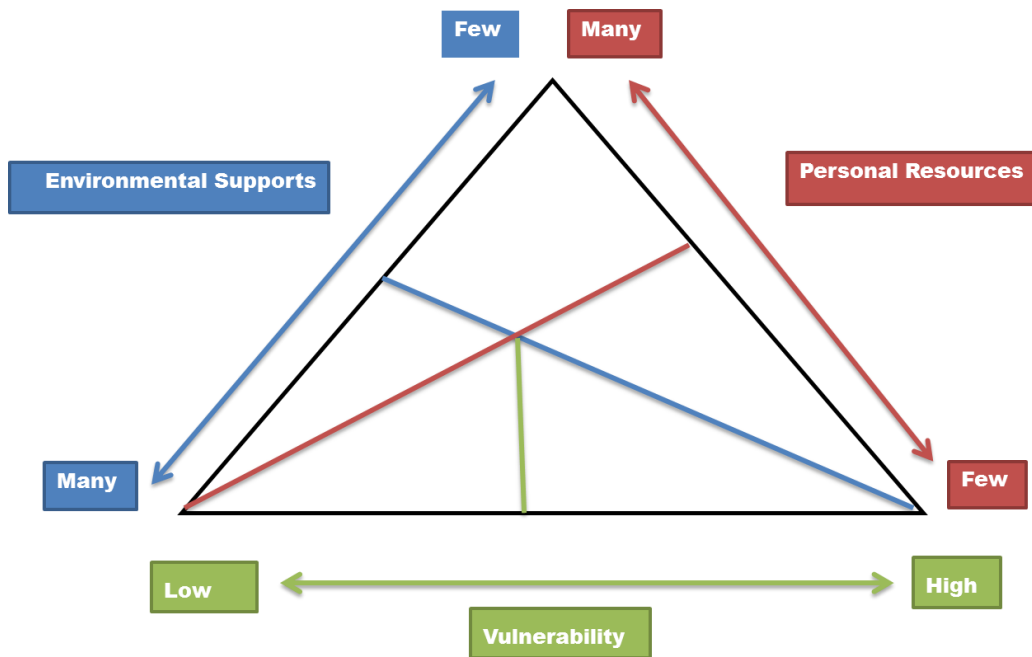 Few
Many
Environmental Supports
Personal Resources
Many
Few
Low
High
Vulnerability